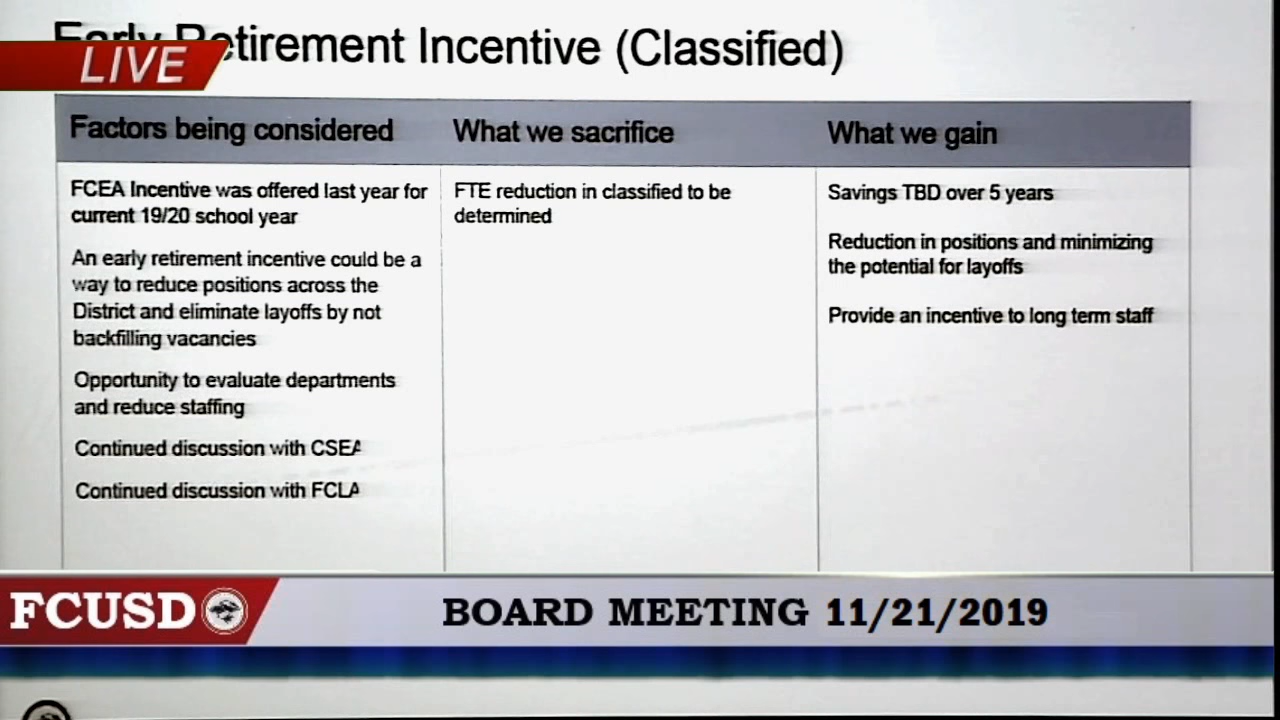 Early Retirement Incentive (Classified)
LIVE
Factors being considered
What we sacrifice
What we gain
FCEA Incentive was offered last year for
current 19/20 school year
An early retirement incentive could be a
way to reduce positions across the
District and eliminate layoffs by not
backfilling vacancies
Opportunity to evaluate departments
and reduce staffing
Continued discussion with CSEA
Continued discussion with FCLA
FTE reduction in classified to be
determined
Savings TBD over 5 years
Reduction in positions and minimizing
the potential for layoffs
Provide an incentive to long term staff
FCUSD
BOARD MEETING 11/21/2019